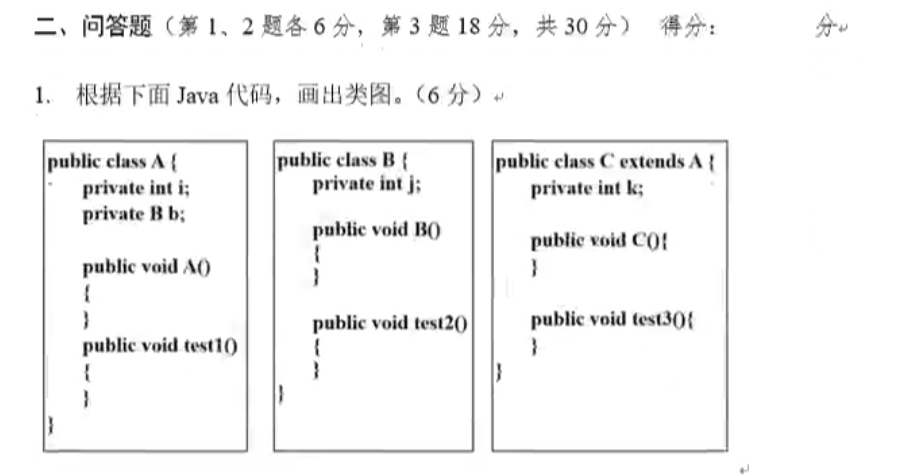 二、问答题（第 1、2 题各 6 分，第 3 题 18 分，共 30 分） 得分： 分
1. 根据下面 Java 代码，画出类图。（6 分）
public class A {
private int i;
private B b;
public void A()
{
}
public void test1()
{
}
}
public class B {
private int j;
public void B()
{
}
public void test2()
{
}
}
public class C extends A {
private int k;
public void C(){
}
public void test3(){
}
}